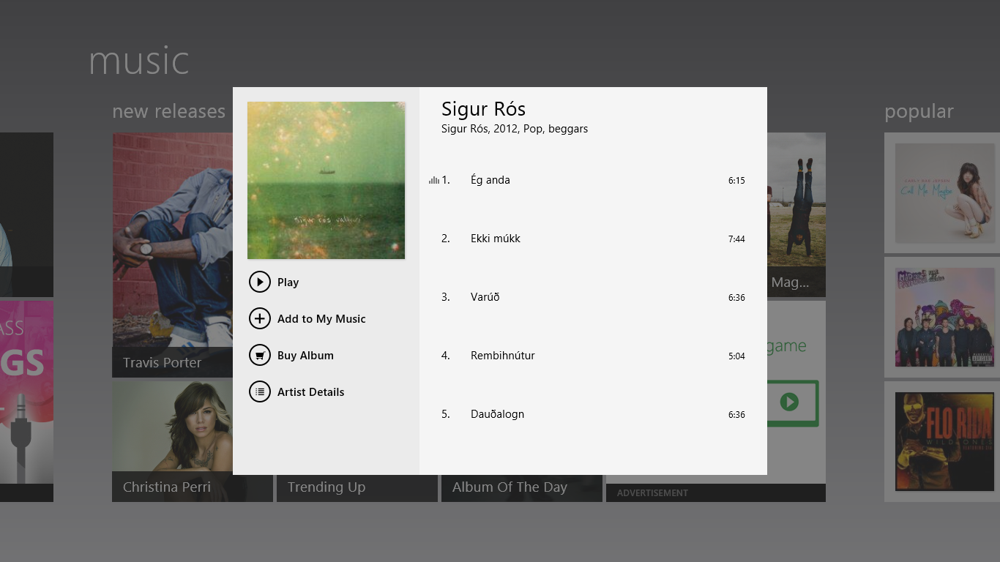 music
new releases
popular
Sigur Rós
Sigur Rós, 2012, Pop, beggars
1. Ég anda 6:15
2. Ekki múkk 7:44
3. Varúð 6:36
4. Rembihnútur 5:04
5. Dauðalogn 6:36
sigur rós valtari
Play
Add to My Music
Buy Album
Artist Details
ASS
GS
Travis Porter
Christina Perri
Trending Up
Album Of The Day
Mag...
game
ADVERTISEMENT
CARLY RAE JEPSEN
Call Me Maybe
MAROON 5
FLO RIDA
WILD ONES
FEATURING SIA